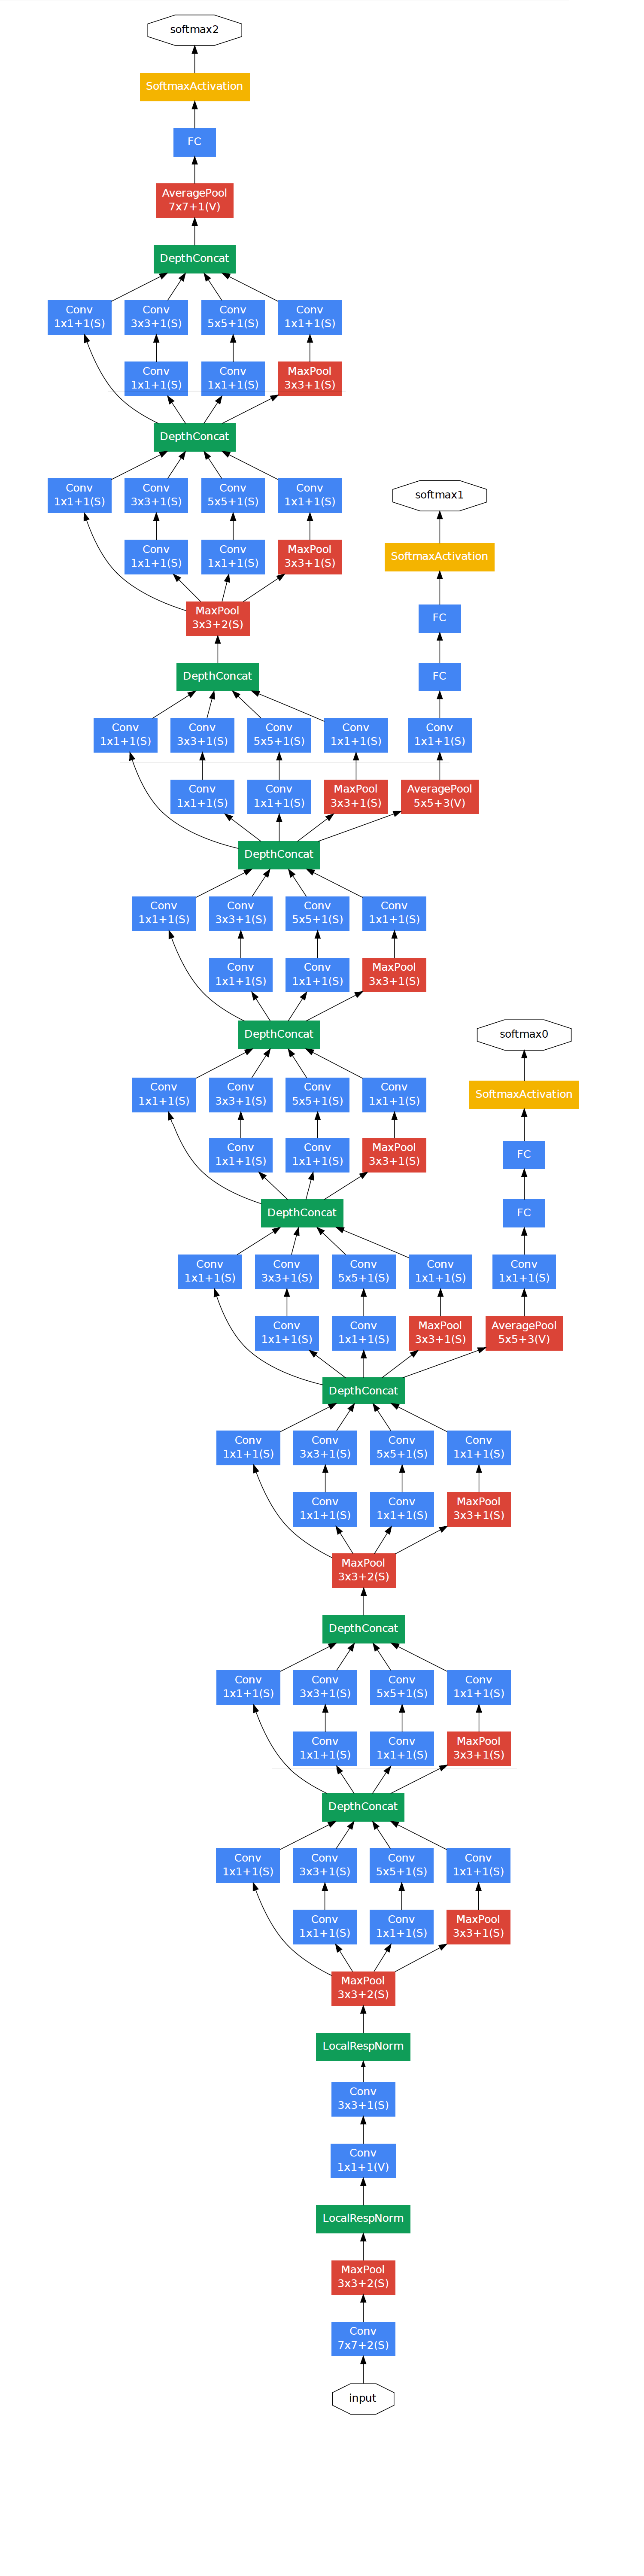 softmax2
SoftmaxActivation
FC
AveragePool
7x7+1(V)
DepthConcat
Conv Conv Conv Conv
1x1+1(S) 3x3+1(S) 5x5+1(S) 1x1+1(S)
Conv Conv MaxPool
1x1+1(S) 1x1+1(S) 3x3+1(S)
DepthConcat
Conv Conv Conv Conv
1x1+1(S) 3x3+1(S) 5x5+1(S) 1x1+1(S)
softmax1
Conv Conv MaxPool
1x1+1(S) 1x1+1(S) 3x3+1(S)
SoftmaxActivation
MaxPool
3x3+2(S)
FC
DepthConcat
FC
Conv Conv Conv Conv Conv
1x1+1(S) 3x3+1(S) 5x5+1(S) 1x1+1(S) 1x1+1(S)
Conv Conv MaxPool AveragePool
1x1+1(S) 1x1+1(S) 3x3+1(S) 5x5+3(V)
DepthConcat
Conv Conv Conv Conv
1x1+1(S) 3x3+1(S) 5x5+1(S) 1x1+1(S)
Conv Conv MaxPool
1x1+1(S) 1x1+1(S) 3x3+1(S)
DepthConcat
softmax0
Conv Conv Conv Conv
1x1+1(S) 3x3+1(S) 5x5+1(S) 1x1+1(S)
SoftmaxActivation
Conv Conv MaxPool
1x1+1(S) 1x1+1(S) 3x3+1(S)
FC
DepthConcat
FC
Conv Conv Conv Conv Conv
1x1+1(S) 3x3+1(S) 5x5+1(S) 1x1+1(S) 1x1+1(S)
Conv Conv MaxPool AveragePool
1x1+1(S) 1x1+1(S) 3x3+1(S) 5x5+3(V)
DepthConcat
Conv Conv Conv Conv
1x1+1(S) 3x3+1(S) 5x5+1(S) 1x1+1(S)
Conv Conv MaxPool
1x1+1(S) 1x1+1(S) 3x3+1(S)
MaxPool
3x3+2(S)
DepthConcat
Conv Conv Conv Conv
1x1+1(S) 3x3+1(S) 5x5+1(S) 1x1+1(S)
Conv Conv MaxPool
1x1+1(S) 1x1+1(S) 3x3+1(S)
DepthConcat
Conv Conv Conv Conv
1x1+1(S) 3x3+1(S) 5x5+1(S) 1x1+1(S)
Conv Conv MaxPool
1x1+1(S) 1x1+1(S) 3x3+1(S)
MaxPool
3x3+2(S)
LocalRespNorm
Conv
3x3+1(S)
Conv
1x1+1(V)
LocalRespNorm
MaxPool
3x3+2(S)
Conv
7x7+2(S)
input